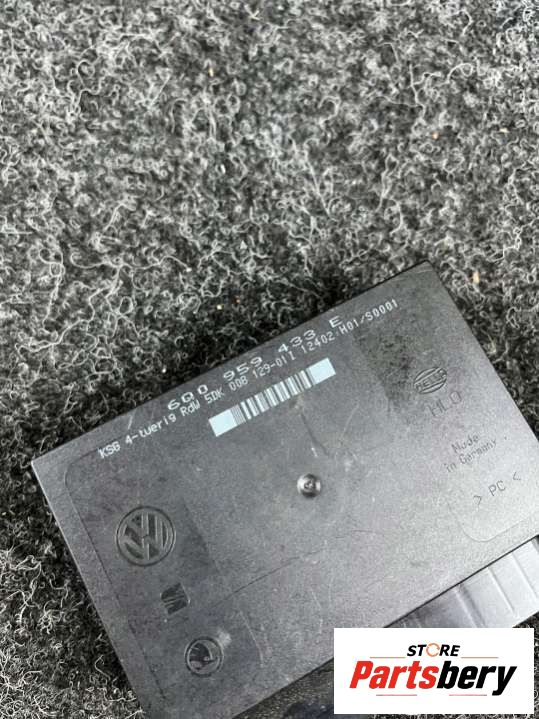 6Q0 959 433 E
KSG 4-tuerig RdW 5DK 008 129-01 I 12402 H01/S0001
HELLA
ALO
Made
in Germany
> PC <
STORE
Partsbery